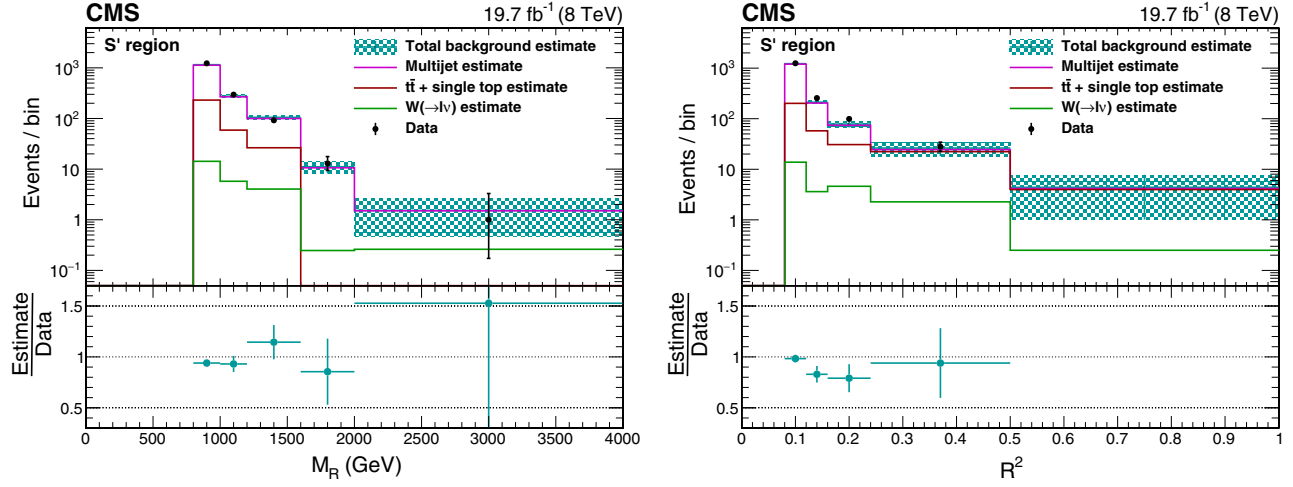 CMS 19.7 fb⁻¹ (8 TeV)
S' region
Total background estimate
Multijet estimate
tt̄ + single top estimate
W(→lν) estimate
Data
Events / bin
10³
10²
10
1
10⁻¹
Estimate
Data
1.5
1
0.5
0 500 1000 1500 2000 2500 3000 3500 4000
M_R (GeV)
CMS 19.7 fb⁻¹ (8 TeV)
S' region
Total background estimate
Multijet estimate
tt̄ + single top estimate
W(→lν) estimate
Data
Events / bin
10³
10²
10
1
10⁻¹
Estimate
Data
1.5
1
0.5
0 0.1 0.2 0.3 0.4 0.5 0.6 0.7 0.8 0.9 1
R²